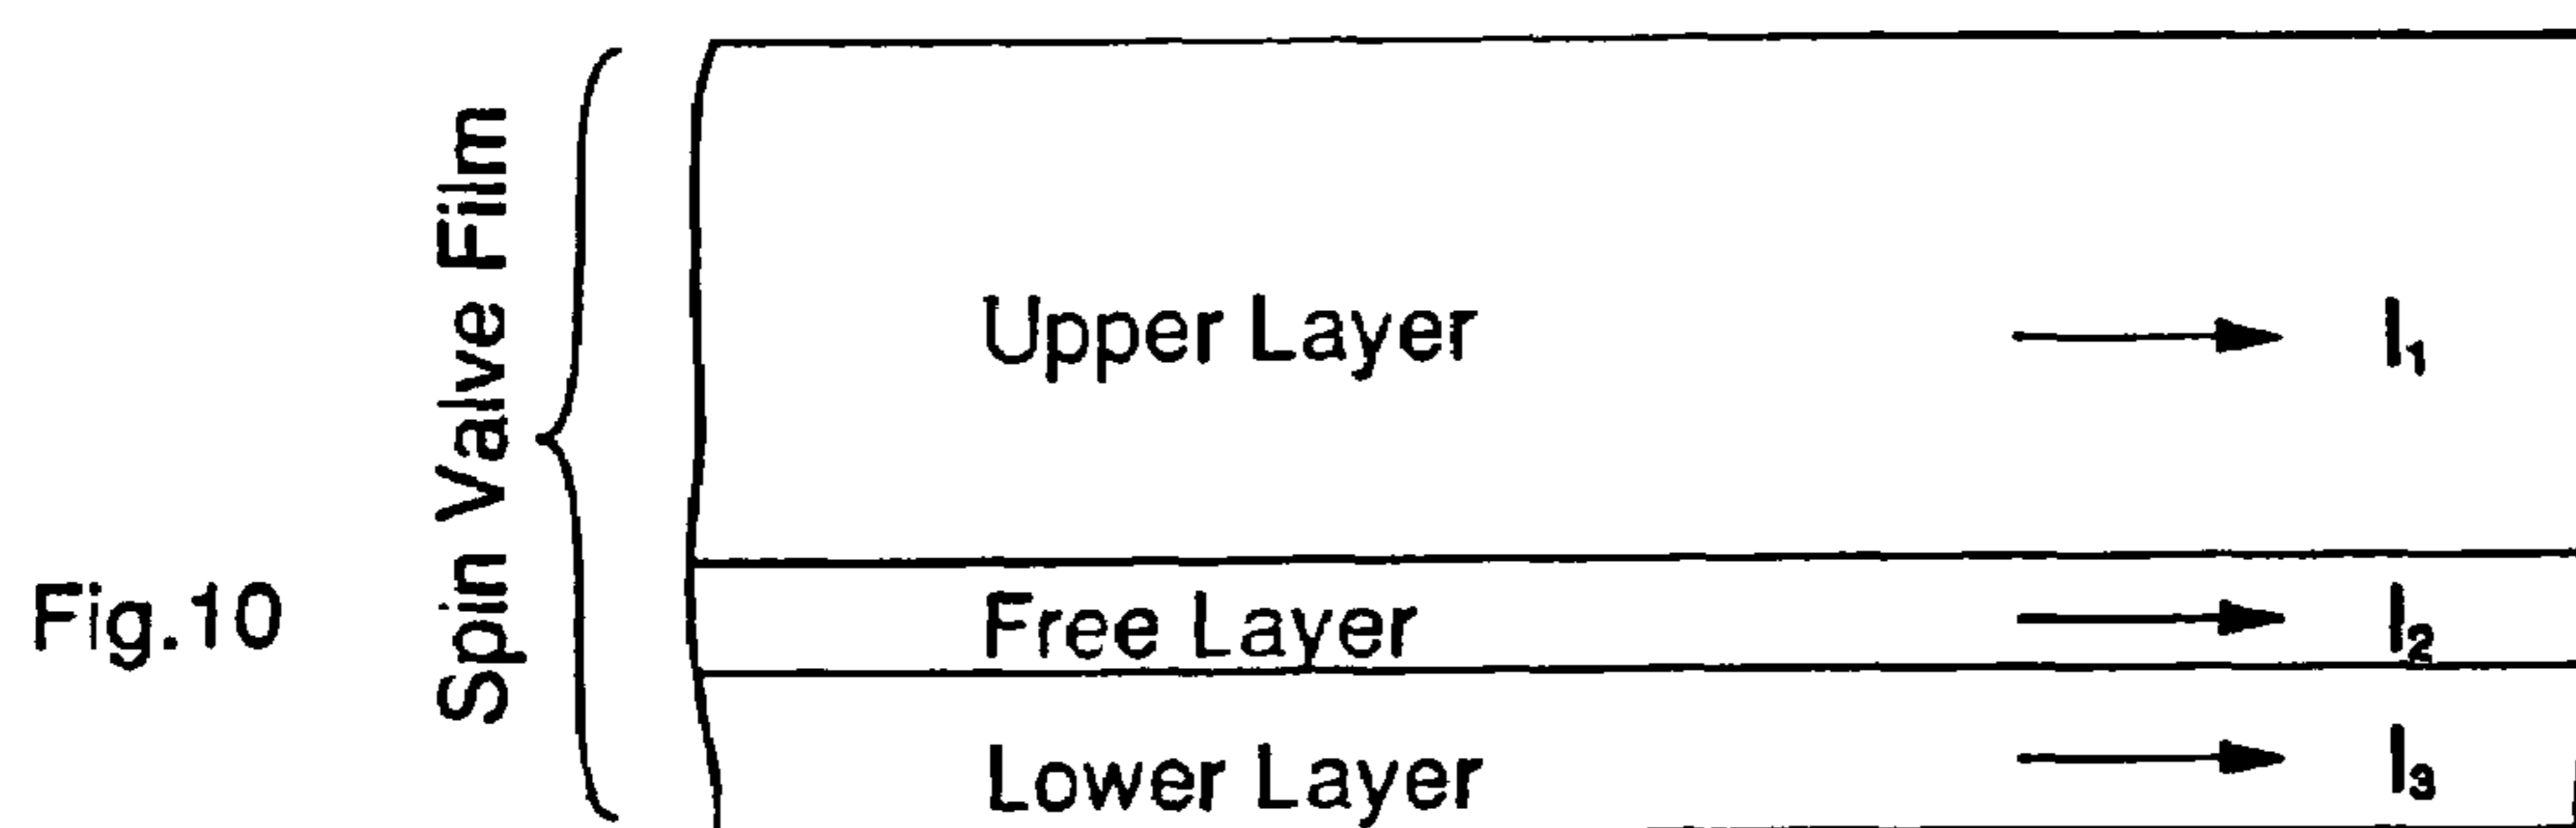 Spin Valve Film
Upper Layer I₁
Free Layer I₂
Lower Layer I₃
Fig.10